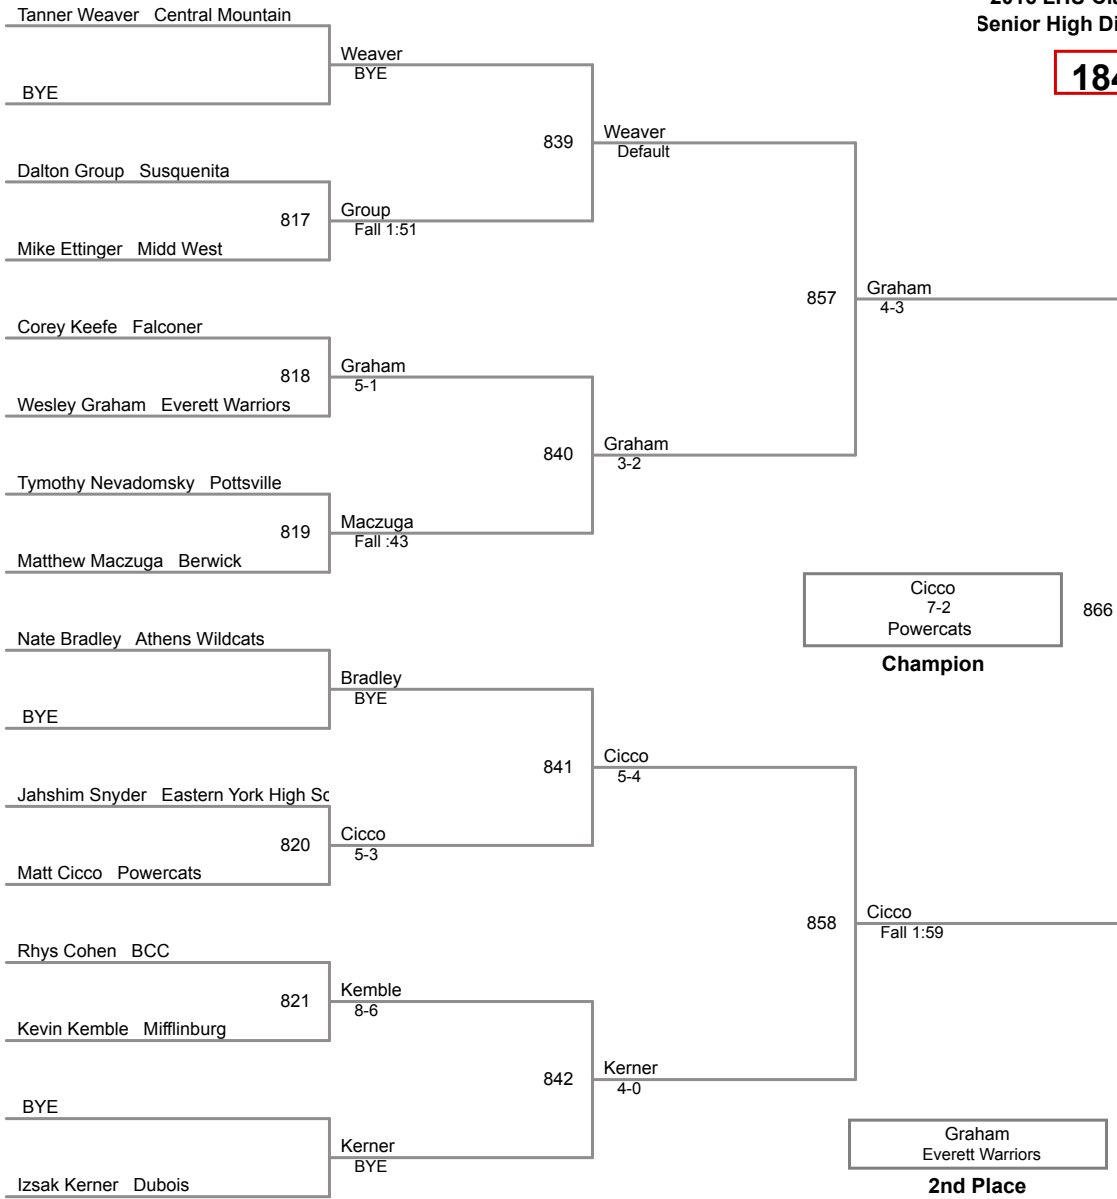 Senior High Di
184
Tanner Weaver Central Mountain
BYE
Weaver
BYE
839
Weaver
Default
Dalton Group Susquenita
817
Group
Fall 1:51
Mike Ettinger Midd West
857
Graham
4-3
Corey Keefe Falconer
818
Graham
5-1
Wesley Graham Everett Warriors
840
Graham
3-2
Tymothy Nevadomsky Pottsville
819
Maczuga
Fall :43
Matthew Maczuga Berwick
Cicco
7-2
Powercats
866
Champion
Nate Bradley Athens Wildcats
Bradley
BYE
BYE
841
Cicco
5-4
Jahshim Snyder Eastern York High Sc
820
Cicco
5-3
Matt Cicco Powercats
858
Cicco
Fall 1:59
Rhys Cohen BCC
821
Kemble
8-6
Kevin Kemble Mifflinburg
842
Kerner
4-0
BYE
Kerner
BYE
Izsak Kerner Dubois
Graham
Everett Warriors
2nd Place